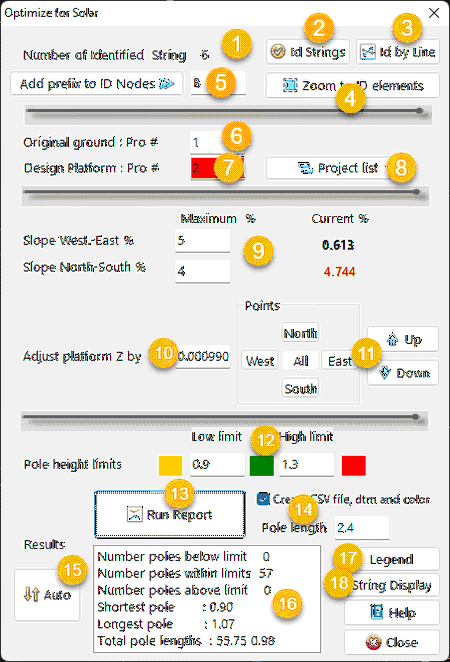 Optimize for Solar
Number of Identified String 6 1
2 Id Strings
3 Id by Line
Add prefix to ID Nodes 5
Zoom to ID elements
4
Original ground : Pro # 1 6
Design Platform : Pro # 2 7
Project list 8
Maximum % Current %
Slope West.-East % 5 0.613
9
Slope North-South % 4 4.744
Points
North
Adjust platform Z by 10 0.000990 West All East 11
South
Up
Down
Low limit 12 High limit
Pole height limits 0.9 1.3
13
Run Report
Create CSV file, dtm and color
14
Pole length 2.4
Results
15
Auto
Number poles below limit 0
Number poles within limits 57
Number poles above limit 0
Shortest pole : 0.90
Longest pole : 1.07
Total pole lengths : 55.75 0.98
16
17 Legend
18 String Display
Help
Close